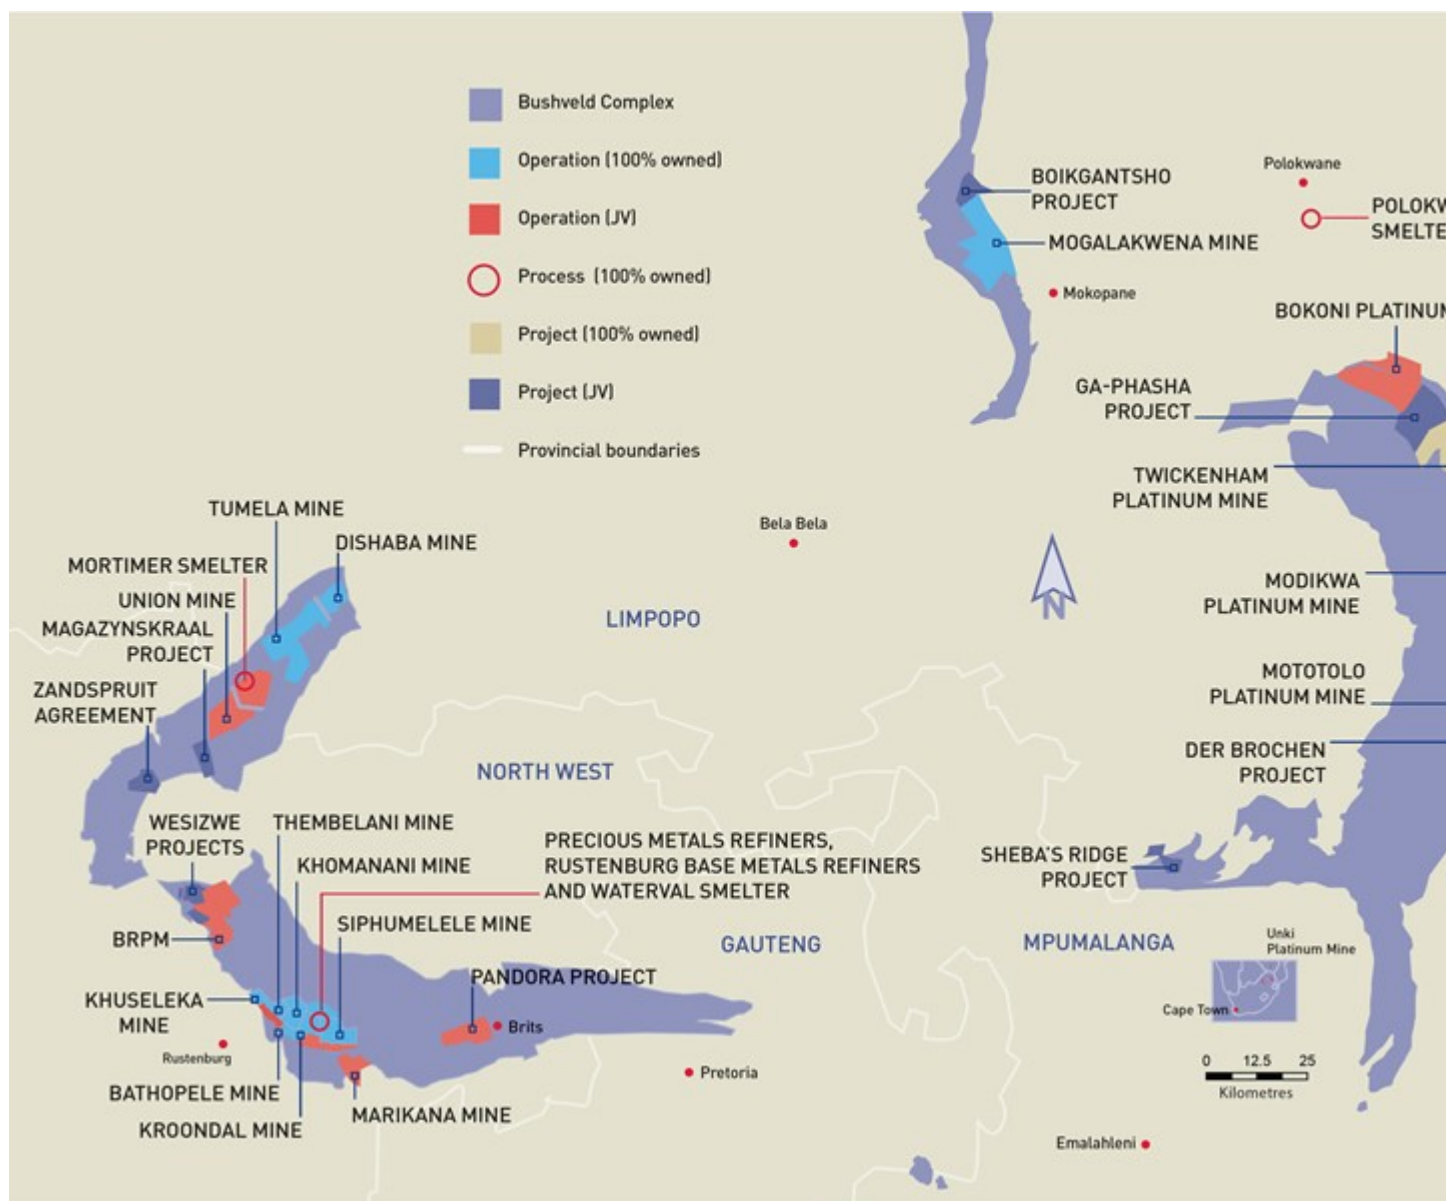 Bushveld Complex
Operation (100% owned)
Operation (JV)
Process (100% owned)
Project (100% owned)
Project (JV)
Provincial boundaries
BOIKGANTSHO
PROJECT
MOGALAKWENA MINE
Mokopane
Polokwane
POLOKW
SMELTE
BOKONI PLATINUM
GA-PHASHA
PROJECT
TWICKENHAM
PLATINUM MINE
MODIKWA
PLATINUM MINE
MOTOTOLO
PLATINUM MINE
DER BROCHEN
PROJECT
SHEBA'S RIDGE
PROJECT
Bela Bela
N
LIMPOPO
NORTH WEST
GAUTENG
MPUMALANGA
TUMELA MINE
DISHABA MINE
MORTIMER SMELTER
UNION MINE
MAGAZYNSKRAAL
PROJECT
ZANDSPRUIT
AGREEMENT
WESIZWE
PROJECTS
THEMBELANI MINE
KHOMANANI MINE
PRECIOUS METALS REFINERS,
RUSTENBURG BASE METALS REFINERS
AND WATERVAL SMELTER
SIPHUMELELE MINE
BRPM
PANDORA PROJECT
KHUSELEKA
MINE
Brits
Rustenburg
Pretoria
BATHOPELE MINE
KROONDAL MINE
MARIKANA MINE
Unki
Platinum Mine
Cape Town
0 12.5 25
Kilometres
Emalahleni